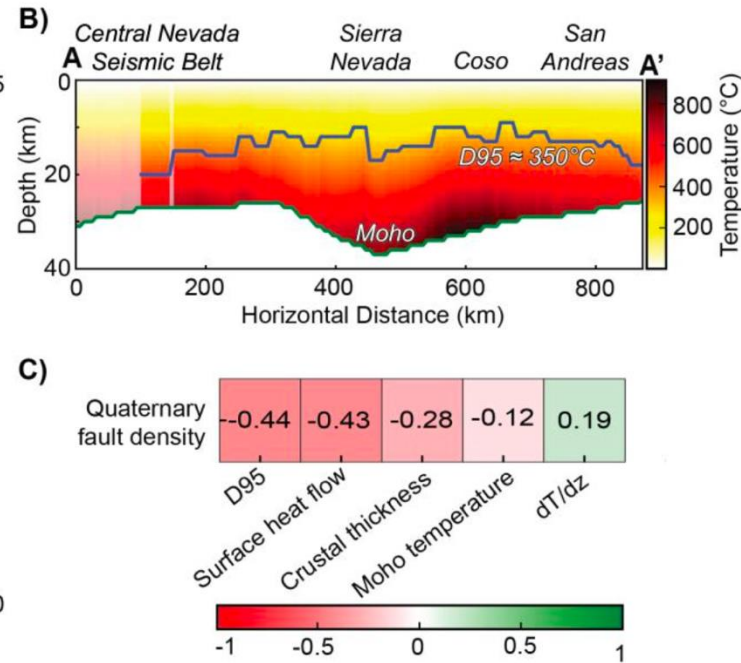 B)
Central Nevada
Seismic Belt
Sierra
Nevada
Coso
San
Andreas
A
A'
0
20
40
Depth (km)
D95 ≈ 350°C
Moho
0
200
400
600
800
Horizontal Distance (km)
800
600
400
200
Temperature (°C)
C)
Quaternary
fault density
-0.44
-0.43
-0.28
-0.12
0.19
D95
Surface heat flow
Crustal thickness
Moho temperature
dT/dz
-1
-0.5
0
0.5
1